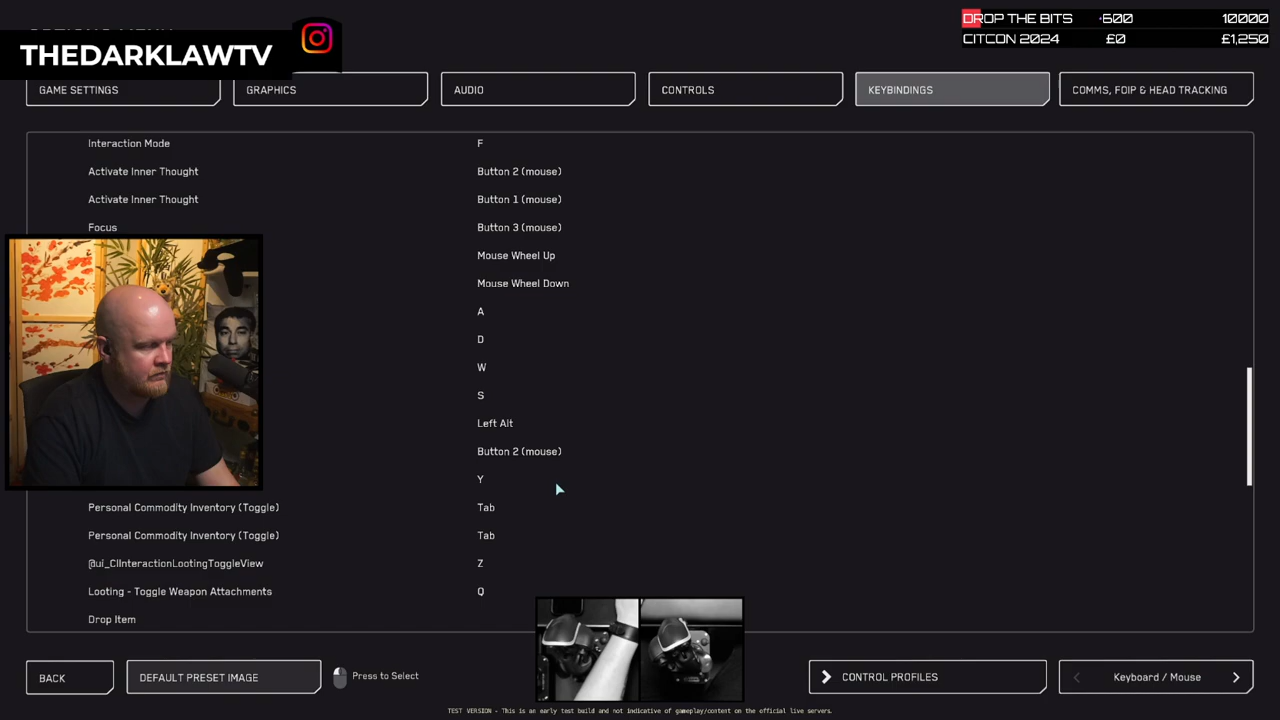 DROP THE BITS 600 10000
CITCON 2024 £0 £1,250
THEDARKLAWTV
GAME SETTINGS GRAPHICS AUDIO CONTROLS KEYBINDINGS COMMS, FOIP & HEAD TRACKING
Interaction Mode F
Activate Inner Thought Button 2 (mouse)
Activate Inner Thought Button 1 (mouse)
Focus Button 3 (mouse)
Mouse Wheel Up
Mouse Wheel Down
A
D
W
S
Left Alt
Button 2 (mouse)
Y
Personal Commodity Inventory (Toggle) Tab
Personal Commodity Inventory (Toggle) Tab
@ui_CIInteractionLootingToggleView Z
Looting - Toggle Weapon Attachments Q
Drop Item
BACK DEFAULT PRESET IMAGE Press to Select CONTROL PROFILES Keyboard / Mouse
TEST VERSION - This is an early test build and not indicative of gameplay/content on the official live servers.